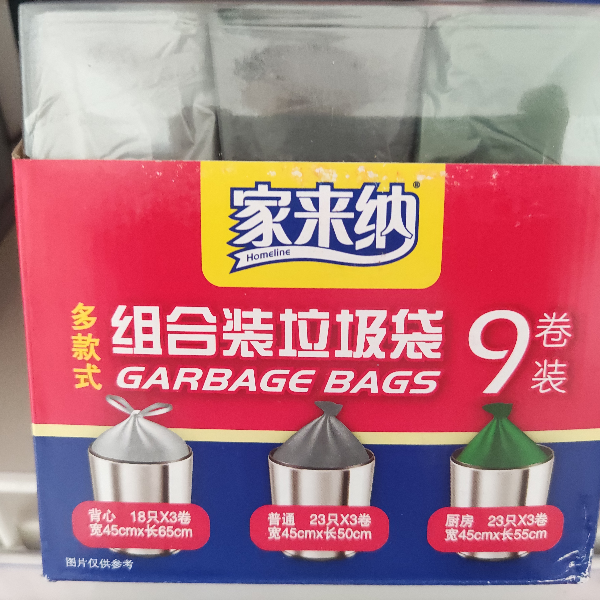 家来纳®
Homeline
多款式
组合装垃圾袋
GARBAGE BAGS
9卷装
背心 18只X3卷
宽45cmx长65cm
普通 23只X3卷
宽45cmx长50cm
厨房 23只X3卷
宽45cmx长55cm
图片仅供参考